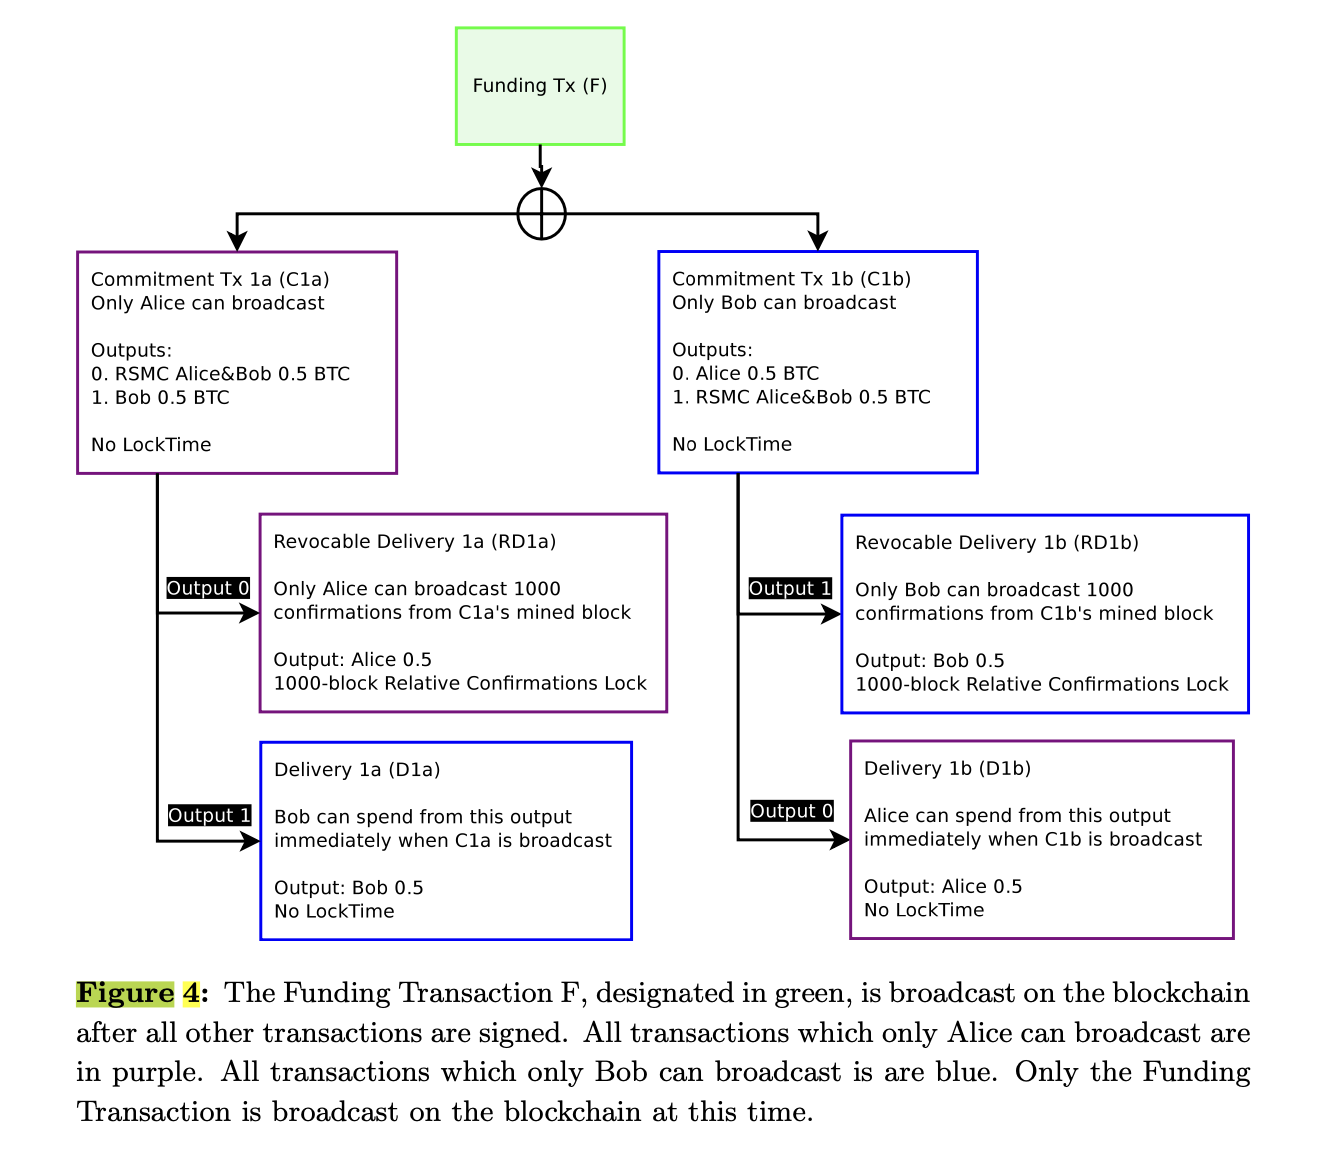 Funding Tx (F)
Commitment Tx 1a (C1a)
Only Alice can broadcast
Outputs:
0. RSMC Alice&Bob 0.5 BTC
1. Bob 0.5 BTC
No LockTime
Commitment Tx 1b (C1b)
Only Bob can broadcast
Outputs:
0. Alice 0.5 BTC
1. RSMC Alice&Bob 0.5 BTC
No LockTime
Output 0
Revocable Delivery 1a (RD1a)
Only Alice can broadcast 1000
confirmations from C1a's mined block
Output: Alice 0.5
1000-block Relative Confirmations Lock
Output 1
Revocable Delivery 1b (RD1b)
Only Bob can broadcast 1000
confirmations from C1b's mined block
Output: Bob 0.5
1000-block Relative Confirmations Lock
Output 1
Delivery 1a (D1a)
Bob can spend from this output
immediately when C1a is broadcast
Output: Bob 0.5
No LockTime
Output 0
Delivery 1b (D1b)
Alice can spend from this output
immediately when C1b is broadcast
Output: Alice 0.5
No LockTime
Figure 4: The Funding Transaction F, designated in green, is broadcast on the blockchain
after all other transactions are signed. All transactions which only Alice can broadcast are
in purple. All transactions which only Bob can broadcast is are blue. Only the Funding
Transaction is broadcast on the blockchain at this time.